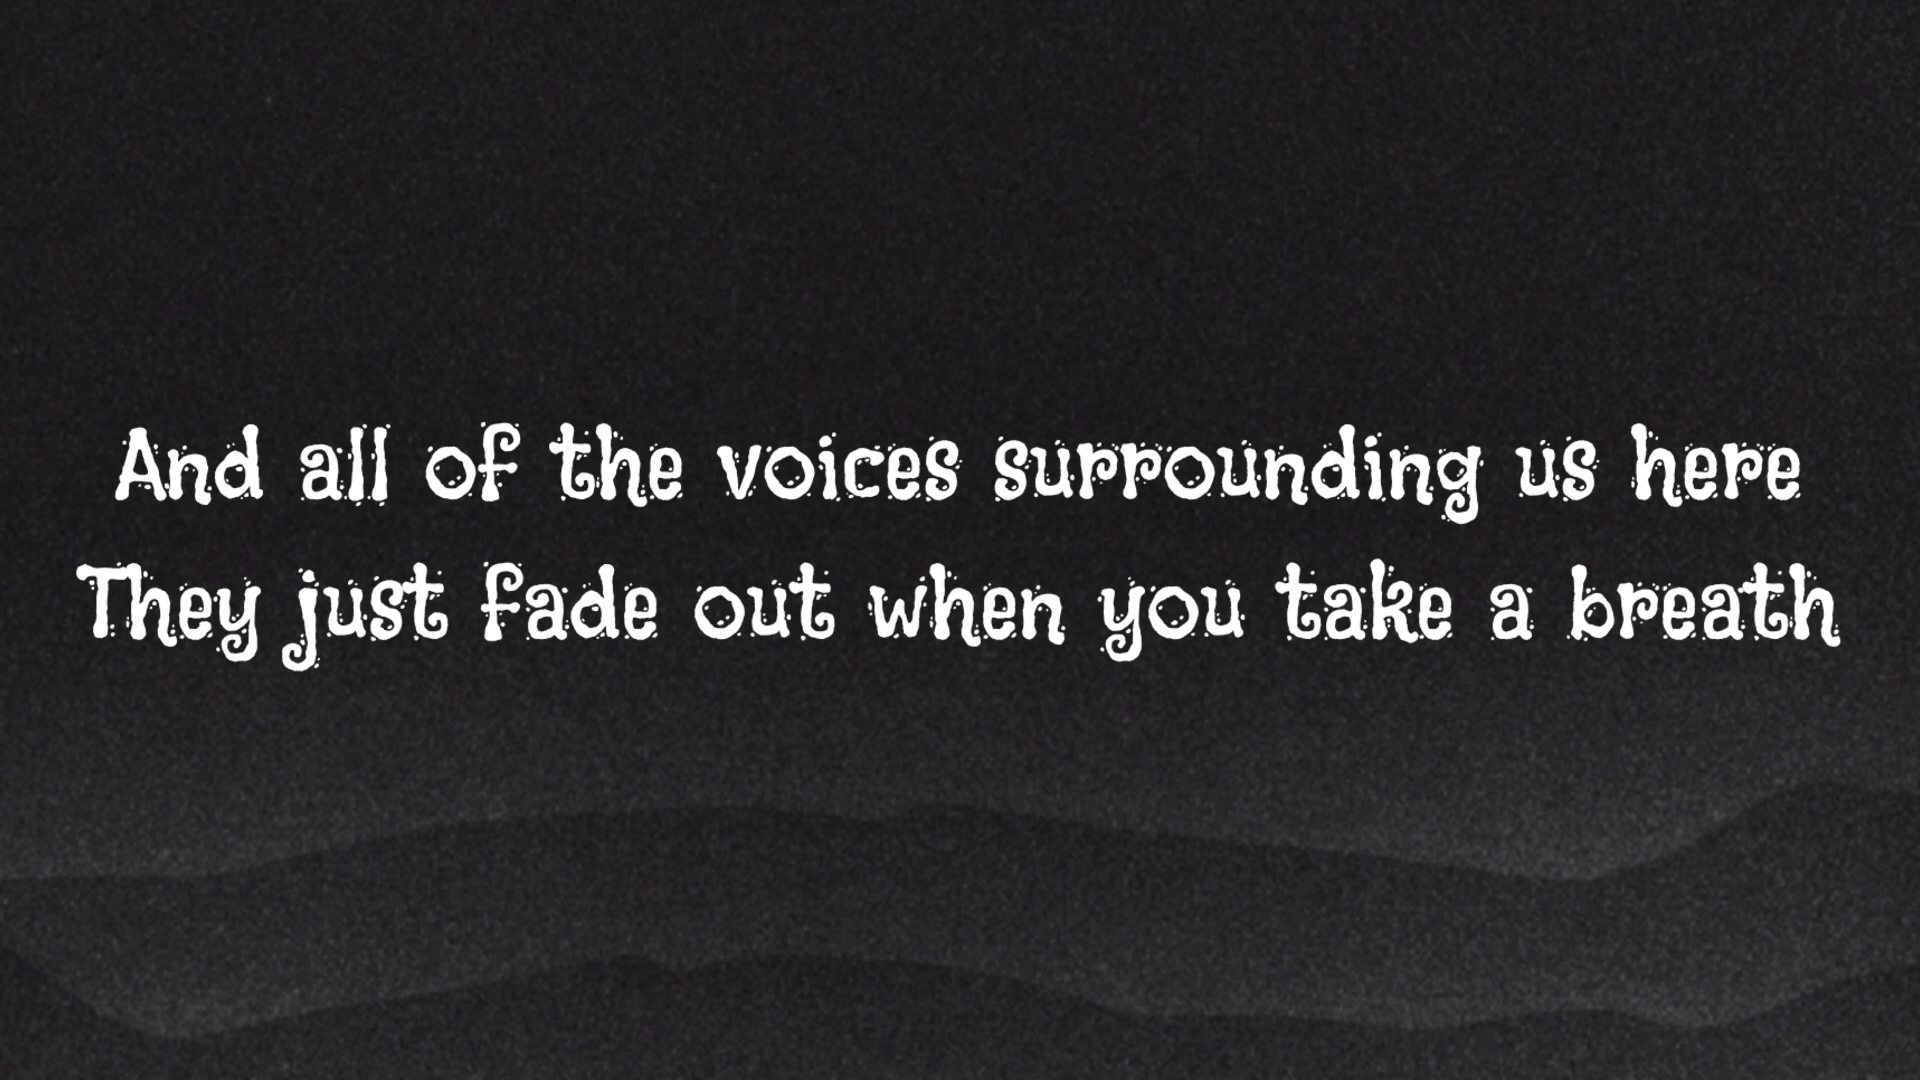 And all of the voices surrounding us here
They just fade out when you take a breath